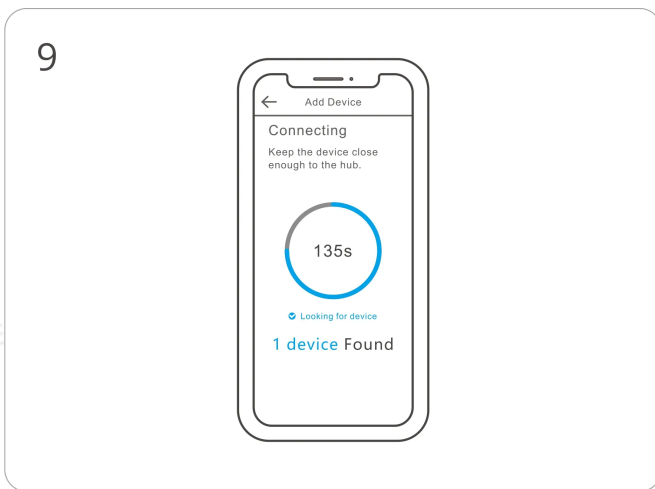 9
Add Device
Connecting
Keep the device close
enough to the hub.
135s
Looking for device
1 device Found